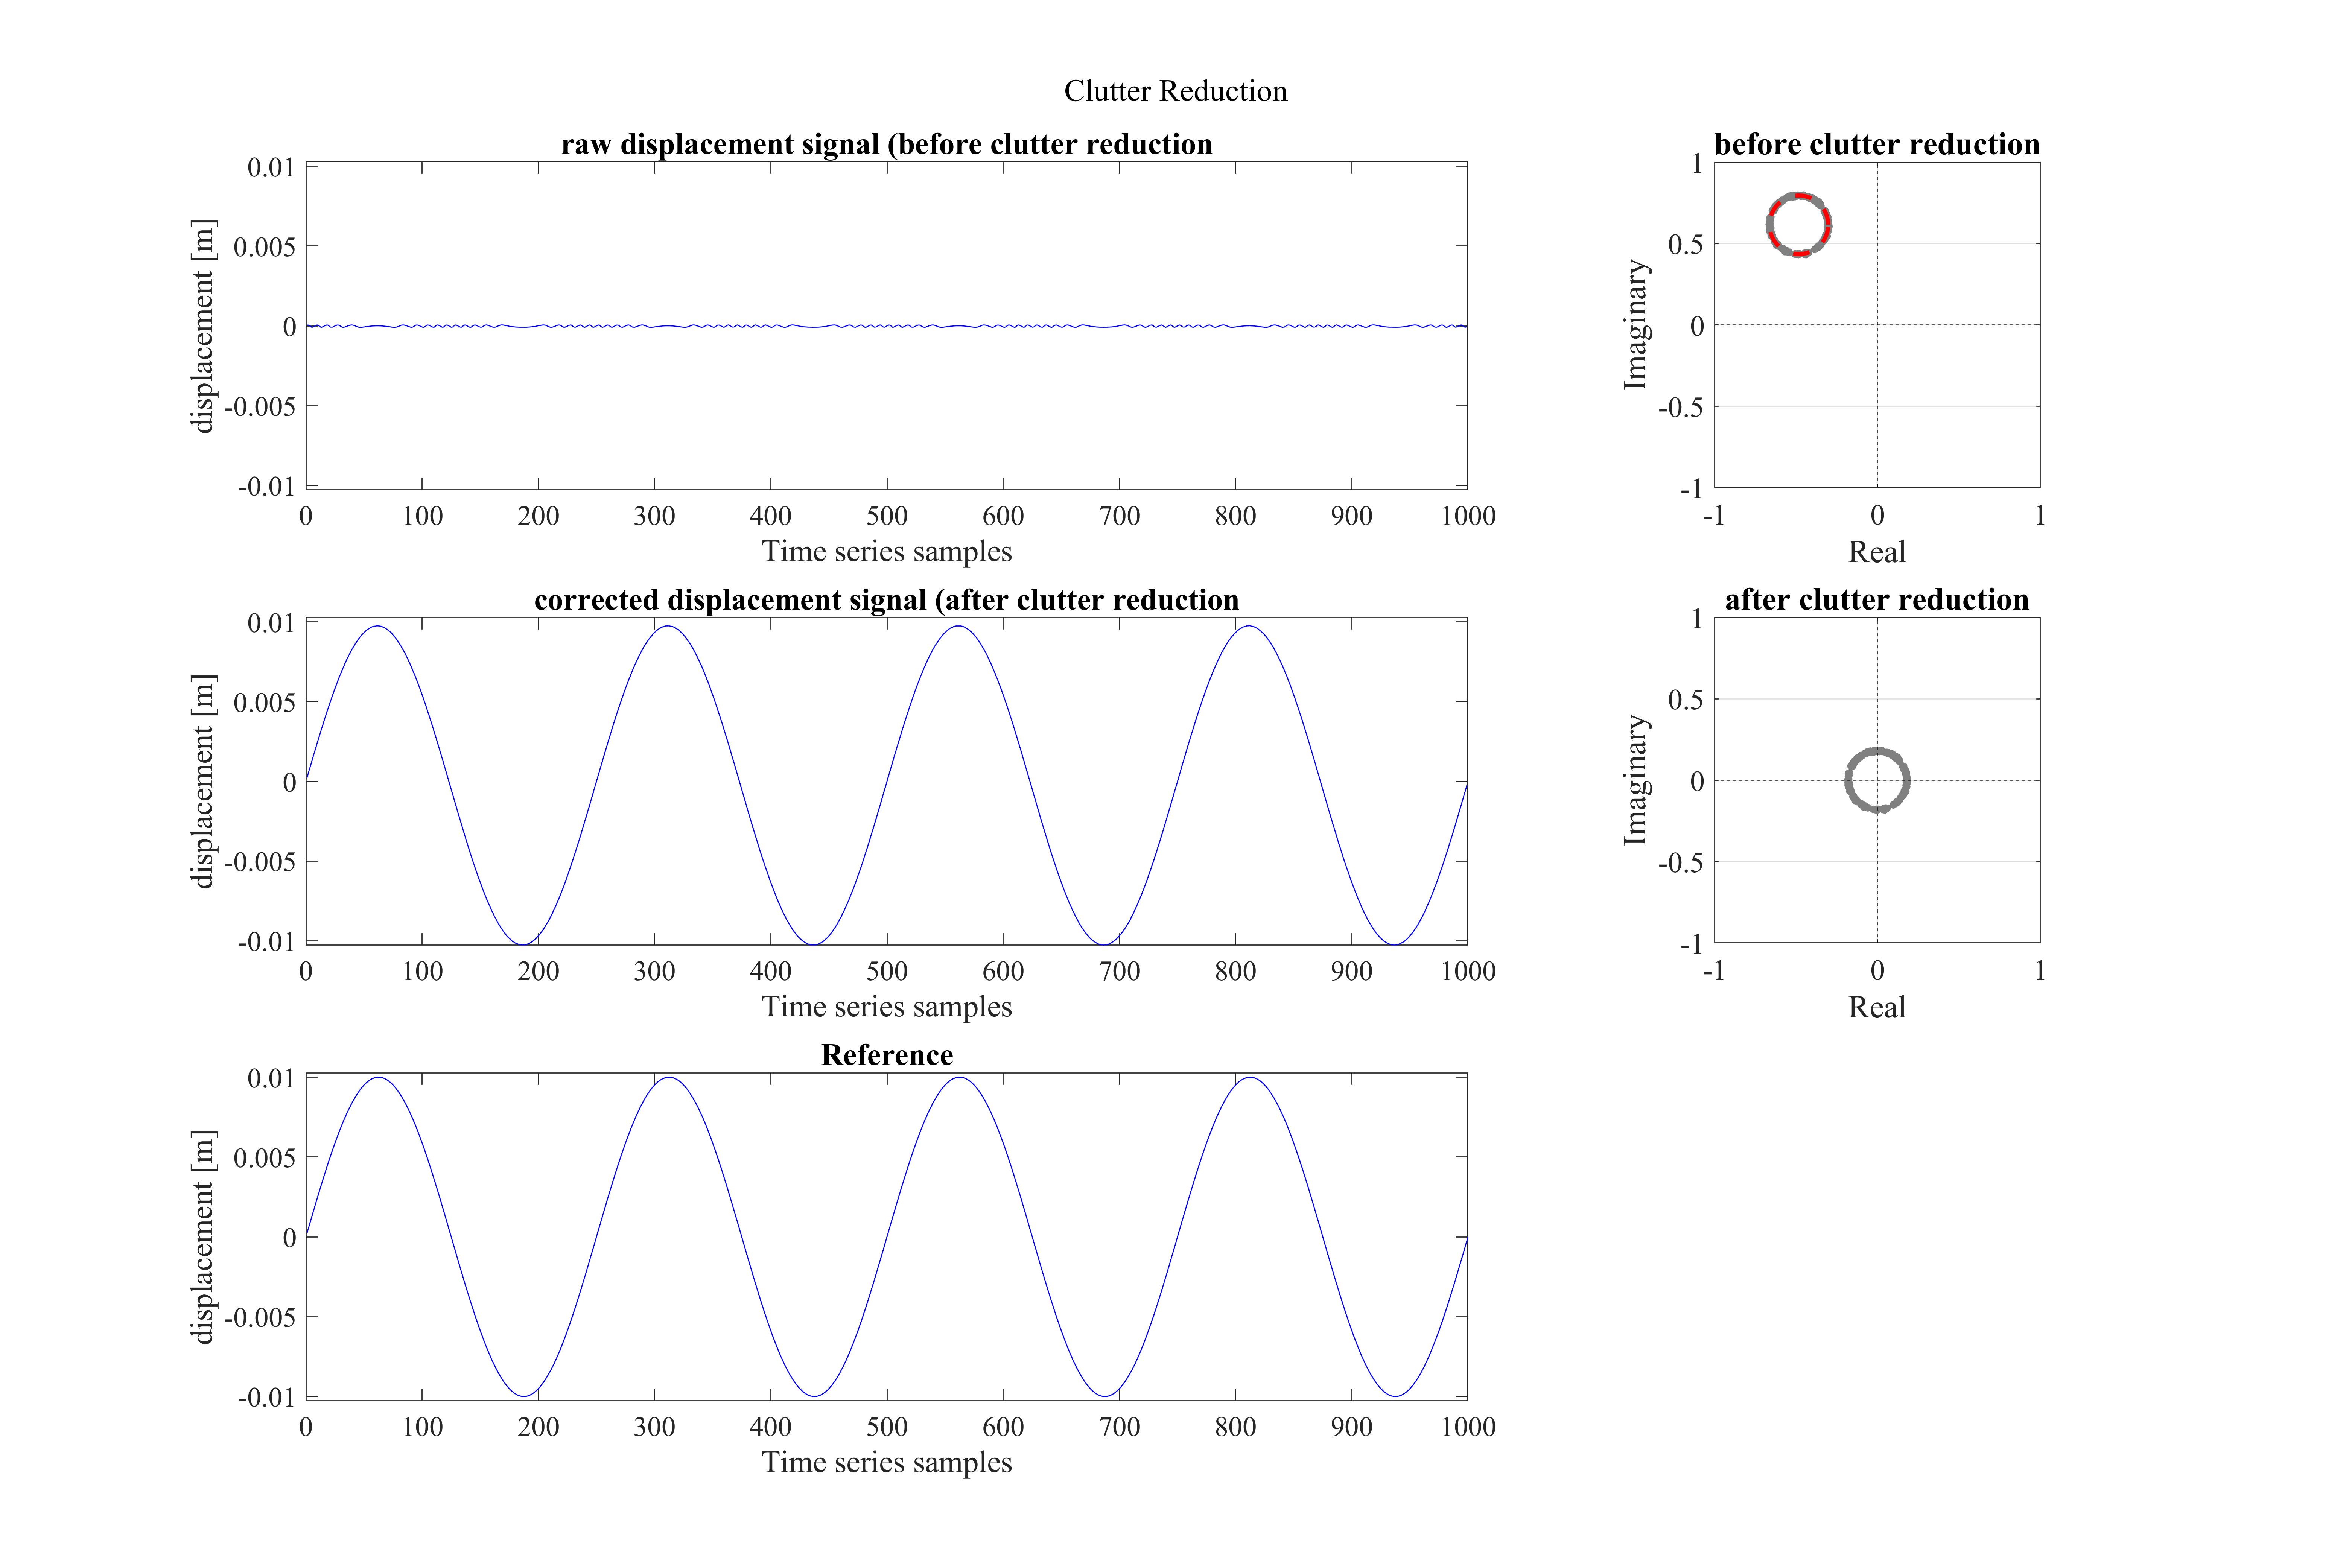 Clutter Reduction
raw displacement signal (before clutter reduction
0.01
0.005
0
-0.005
-0.01
displacement [m]
0 100 200 300 400 500 600 700 800 900 1000
Time series samples
before clutter reduction
1
0.5
0
-0.5
-1
Imaginary
-1 0 1
Real
corrected displacement signal (after clutter reduction
0.01
0.005
0
-0.005
-0.01
displacement [m]
0 100 200 300 400 500 600 700 800 900 1000
Time series samples
after clutter reduction
1
0.5
0
-0.5
-1
Imaginary
-1 0 1
Real
Reference
0.01
0.005
0
-0.005
-0.01
displacement [m]
0 100 200 300 400 500 600 700 800 900 1000
Time series samples